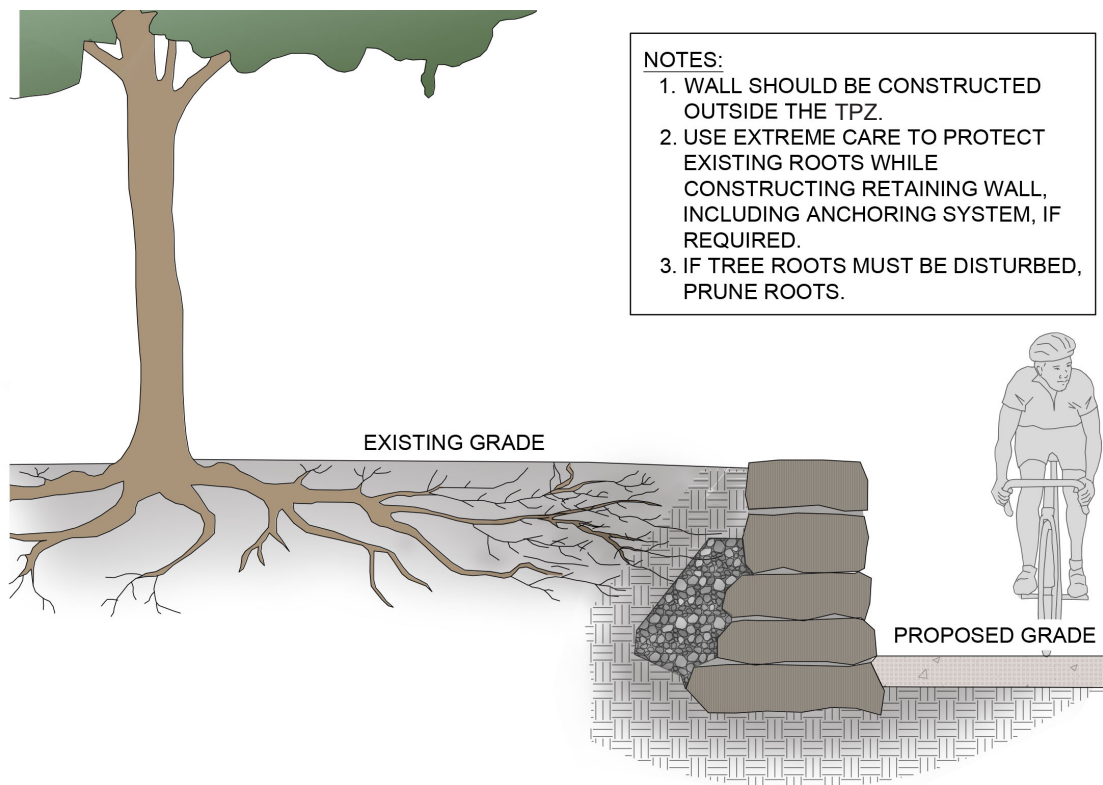 NOTES:
1. WALL SHOULD BE CONSTRUCTED
OUTSIDE THE TPZ.
2. USE EXTREME CARE TO PROTECT
EXISTING ROOTS WHILE
CONSTRUCTING RETAINING WALL,
INCLUDING ANCHORING SYSTEM, IF
REQUIRED.
3. IF TREE ROOTS MUST BE DISTURBED,
PRUNE ROOTS.
EXISTING GRADE
PROPOSED GRADE